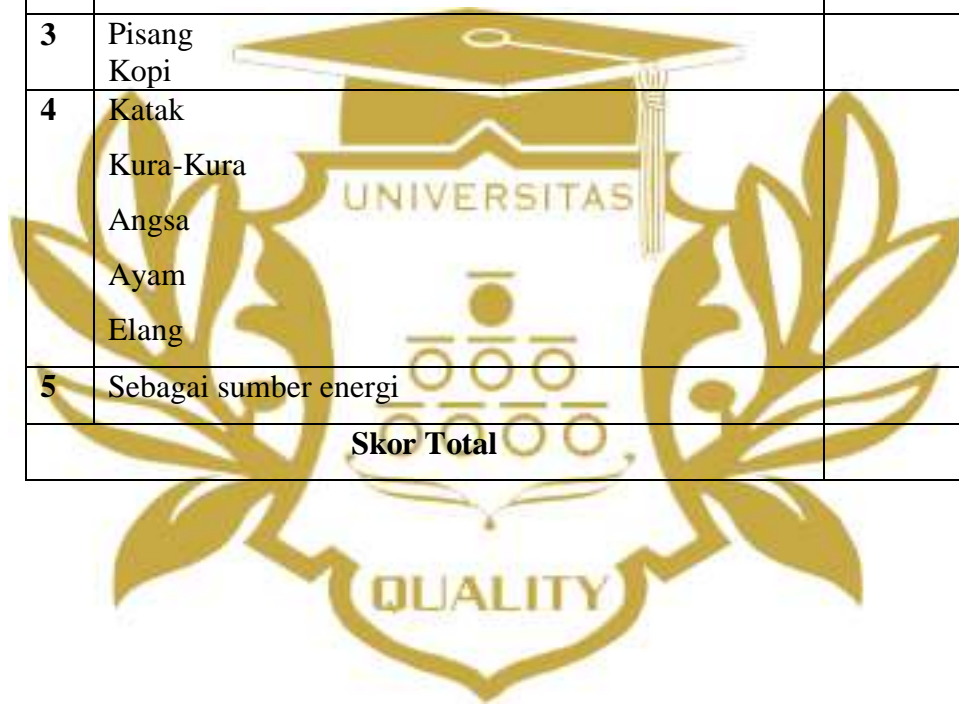 3 Pisang
Kopi
4 Katak
Kura-Kura
UNIVERSITAS
Angsa
Ayam
Elang
5 Sebagai sumber energi
Skor Total
QUALITY